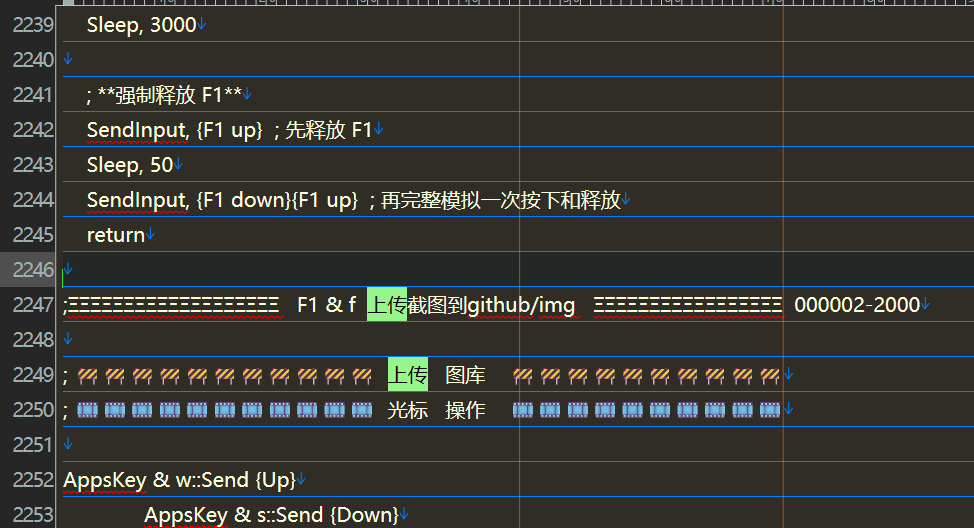 2239 Sleep, 3000↓
2240 ↓
2241 ; **强制释放 F1**↓
2242 SendInput, {F1 up} ; 先释放 F1↓
2243 Sleep, 50↓
2244 SendInput, {F1 down}{F1 up} ; 再完整模拟一次按下和释放↓
2245 return↓
2246 ↓
2247 ;ΞΞΞΞΞΞΞΞΞΞΞΞΞΞΞΞΞΞΞ F1 & f 上传截图到github/img ΞΞΞΞΞΞΞΞΞΞΞΞΞΞΞΞΞ 000002-2000↓
2248 ↓
2249 ; 🚧🚧🚧🚧🚧🚧🚧🚧🚧🚧🚧 上传 图库 🚧🚧🚧🚧🚧🚧🚧🚧🚧🚧↓
2250 ; 🎞🎞🎞🎞🎞🎞🎞🎞🎞🎞🎞 光标 操作 🎞🎞🎞🎞🎞🎞🎞🎞🎞🎞↓
2251 ↓
2252 AppsKey & w::Send {Up}↓
2253 AppsKey & s::Send {Down}↓